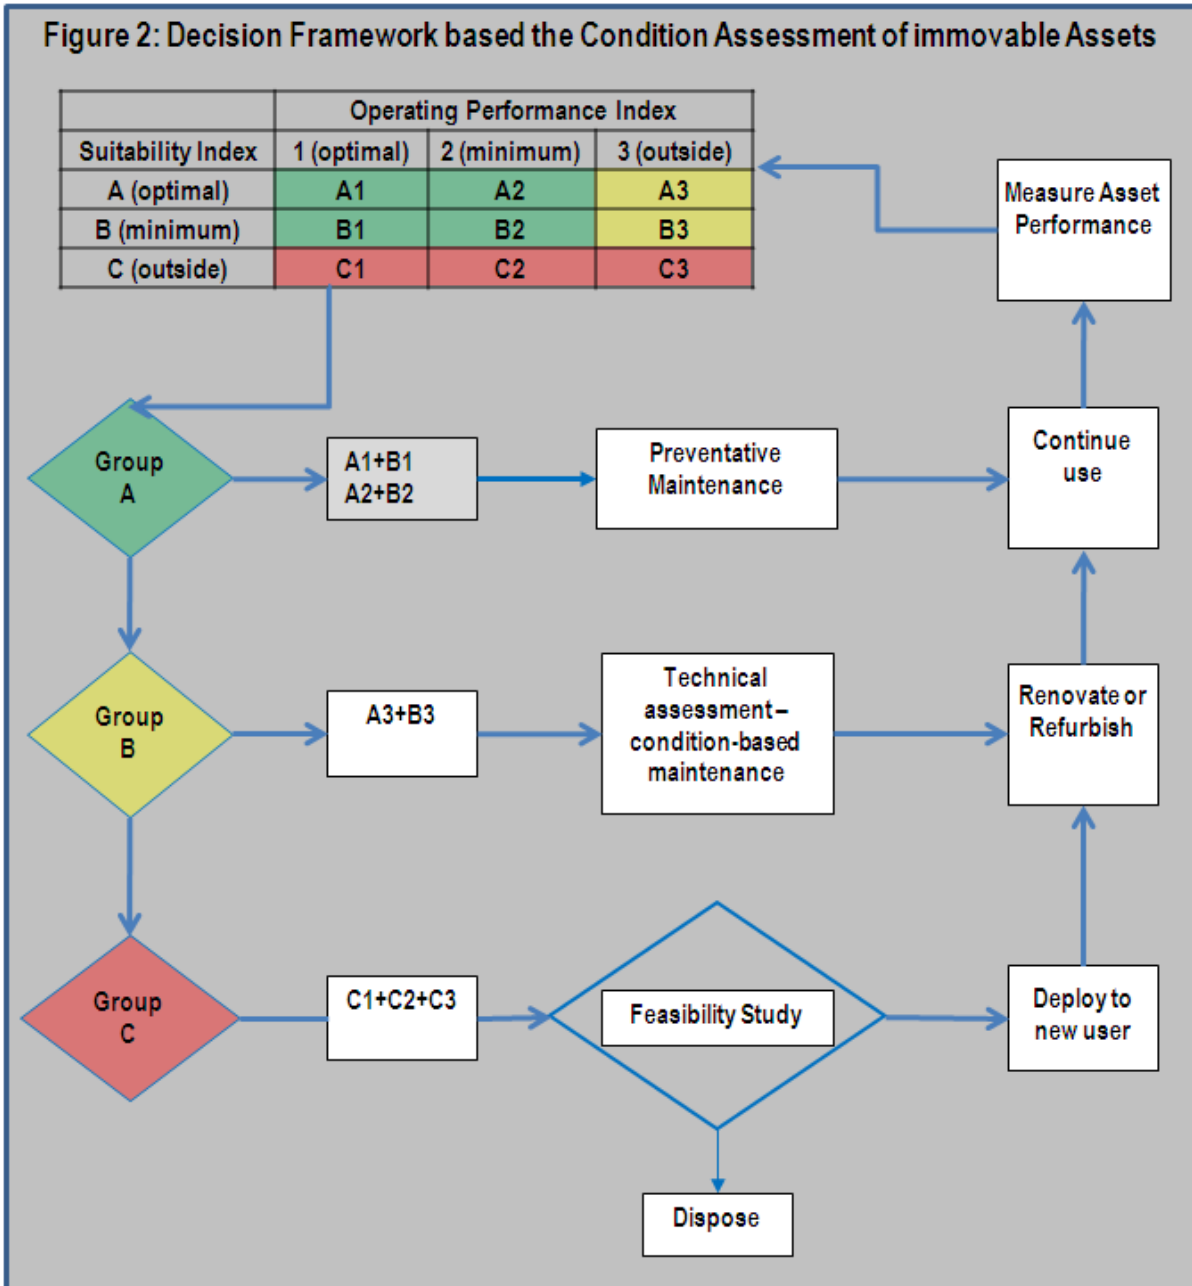 Figure 2: Decision Framework based the Condition Assessment of immovable Assets
Operating Performance Index
Suitability Index 1 (optimal) 2 (minimum) 3 (outside)
A (optimal) A1 A2 A3
B (minimum) B1 B2 B3
C (outside) C1 C2 C3
Measure Asset
Performance
Group
A
A1+B1
A2+B2
Preventative
Maintenance
Continue
use
Group
B
A3+B3
Technical
assessment –
condition-based
maintenance
Renovate or
Refurbish
Group
C
C1+C2+C3
Feasibility Study
Deploy to
new user
Dispose